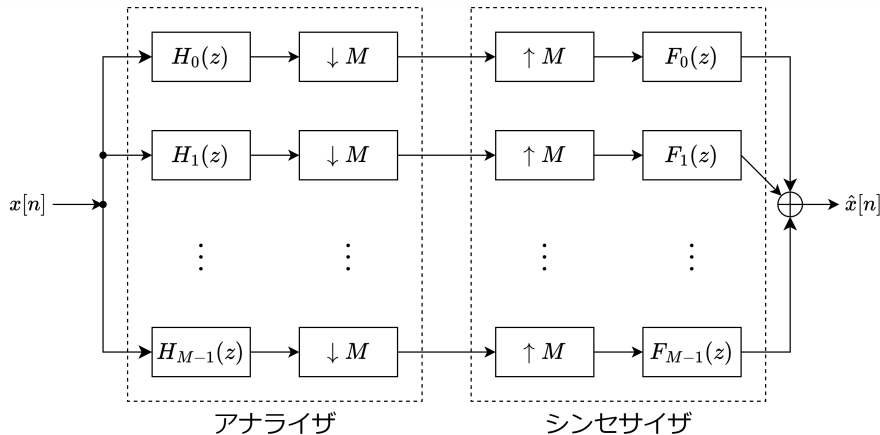 H₀(z) ↓ M ↑ M F₀(z)
H₁(z) ↓ M ↑ M F₁(z)
x[n] x̂[n]
⋮ ⋮ ⋮ ⋮
H_{M−1}(z) ↓ M ↑ M F_{M−1}(z)
アナライザ シンセサイザ